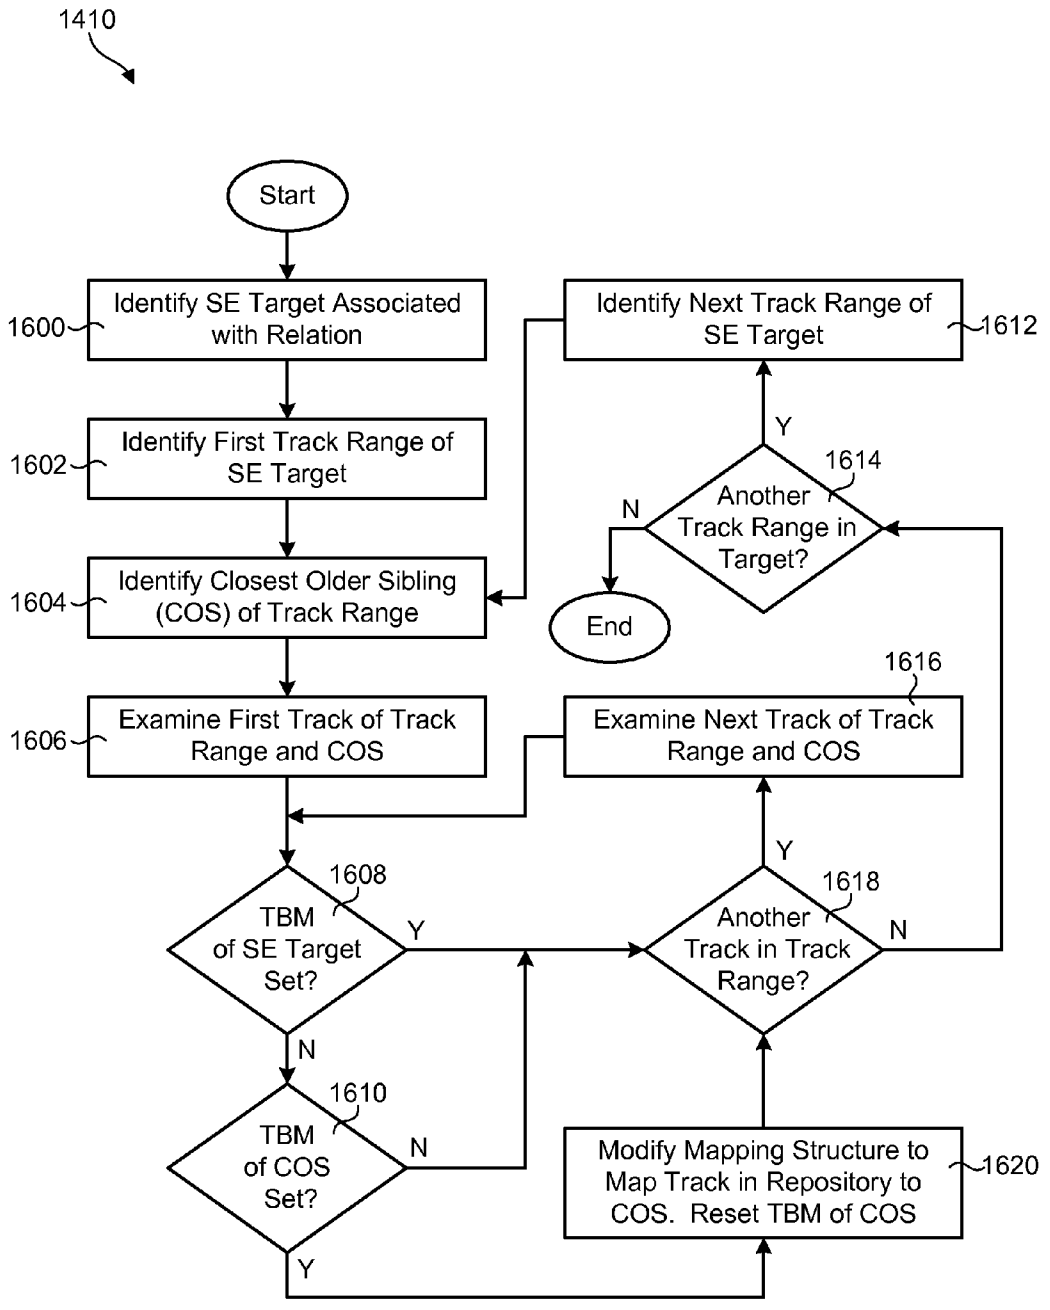 1410
Start
Identify SE Target Associated
with Relation
1600
Identify First Track Range of
SE Target
1602
Identify Closest Older Sibling
(COS) of Track Range
1604
Examine First Track of Track
Range and COS
1606
1608
TBM
of SE Target
Set?
Y
N
1610
TBM
of COS
Set?
N
Y
Identify Next Track Range of
SE Target
1612
Y
1614
Another
Track Range in
Target?
N
End
1616
Examine Next Track of Track
Range and COS
Y
1618
Another
Track in Track
Range?
N
Modify Mapping Structure to
Map Track in Repository to
COS. Reset TBM of COS
1620